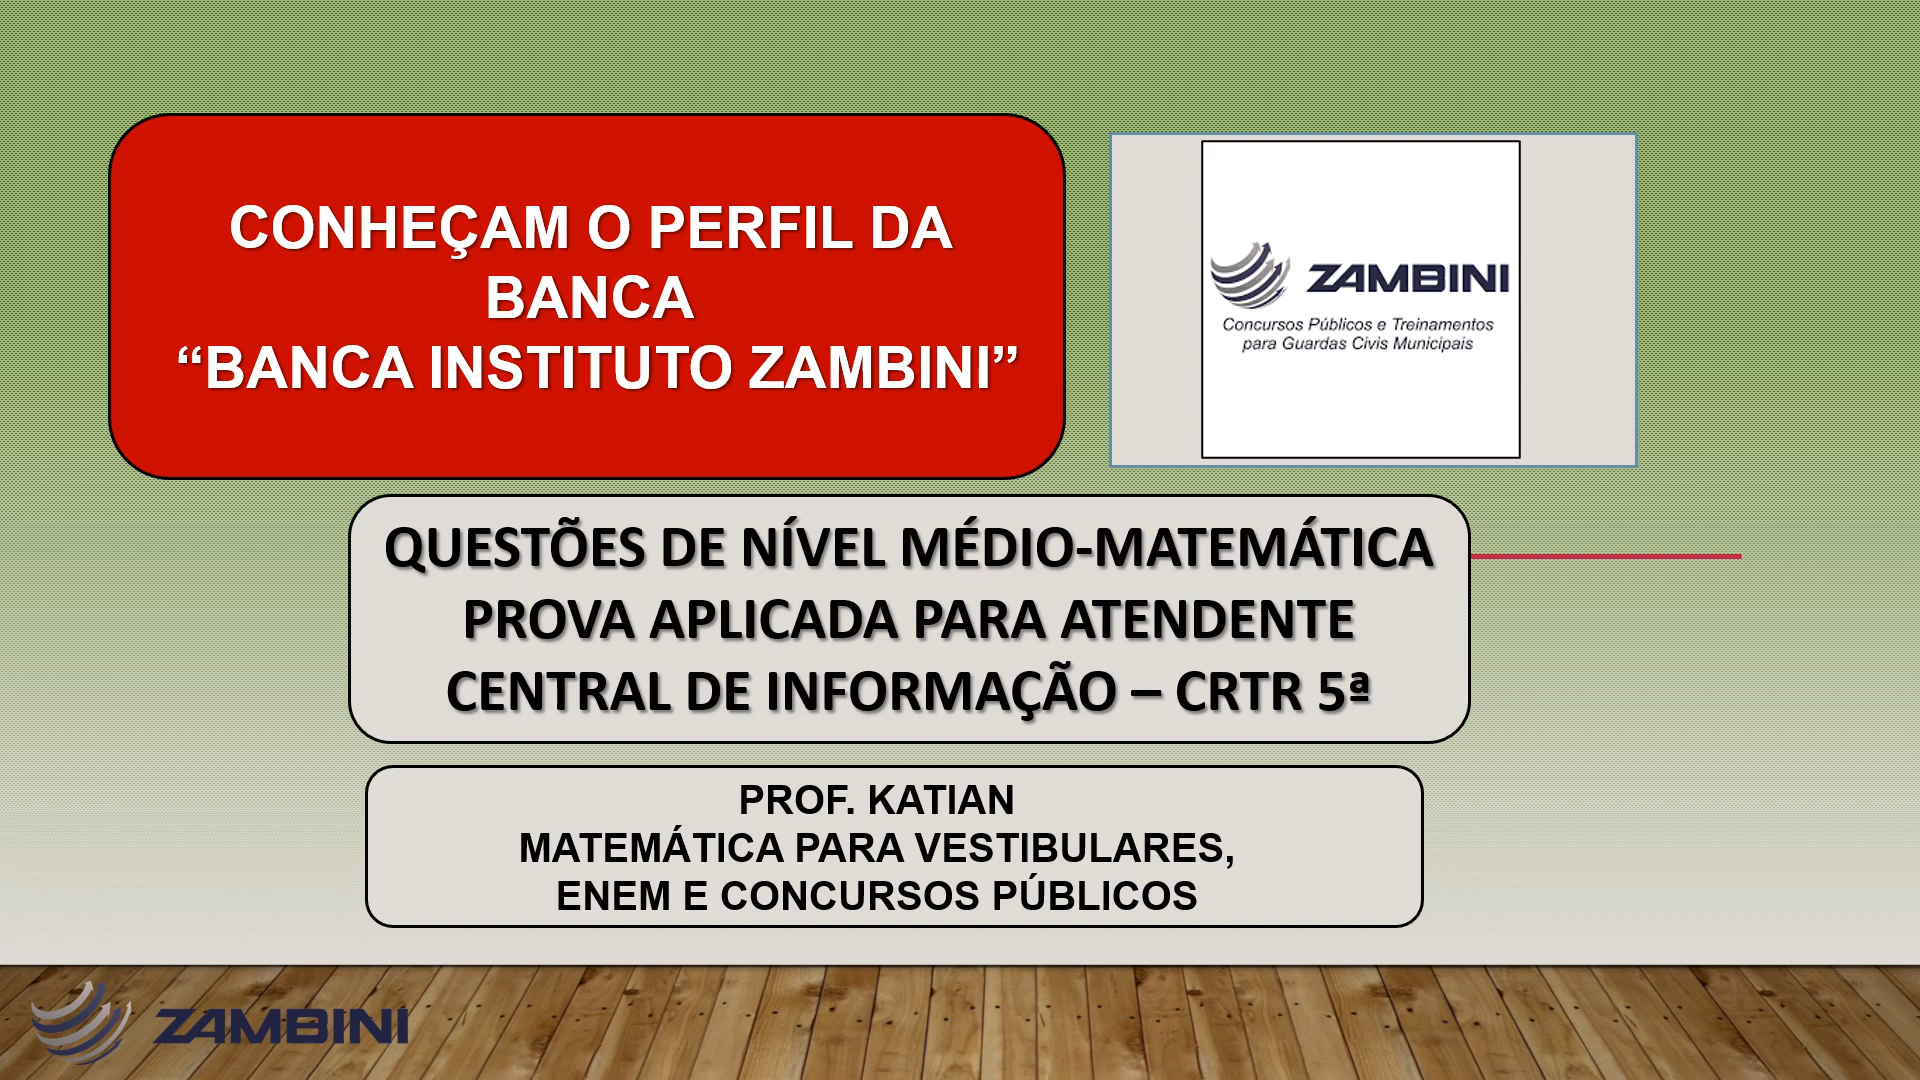 CONHEÇAM O PERFIL DA
BANCA
“BANCA INSTITUTO ZAMBINI”
ZAMBINI
Concursos Públicos e Treinamentos
para Guardas Civis Municipais
QUESTÕES DE NÍVEL MÉDIO-MATEMÁTICA
PROVA APLICADA PARA ATENDENTE
CENTRAL DE INFORMAÇÃO – CRTR 5ª
PROF. KATIAN
MATEMÁTICA PARA VESTIBULARES,
ENEM E CONCURSOS PÚBLICOS
ZAMBINI